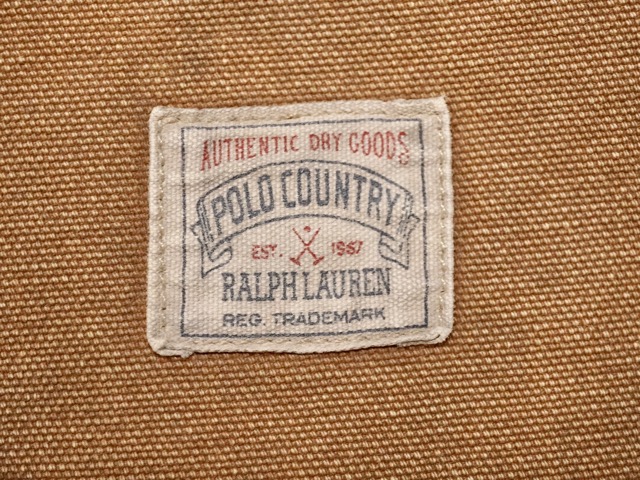 AUTHENTIC DRY GOODS
POLO COUNTRY
EST. 1967
RALPH LAUREN
REG. TRADEMARK